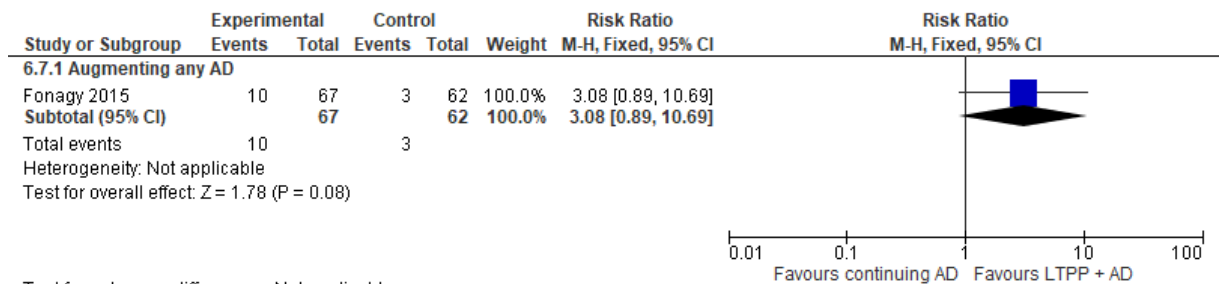 Experimental Control Risk Ratio Risk Ratio
Study or Subgroup Events Total Events Total Weight M-H, Fixed, 95% CI M-H, Fixed, 95% CI
6.7.1 Augmenting any AD
Fonagy 2015 10 67 3 62 100.0% 3.08 [0.89, 10.69]
Subtotal (95% CI) 67 62 100.0% 3.08 [0.89, 10.69]
Total events 10 3
Heterogeneity: Not applicable
Test for overall effect: Z = 1.78 (P = 0.08)
0.01 0.1 1 10 100
Favours continuing AD Favours LTPP + AD